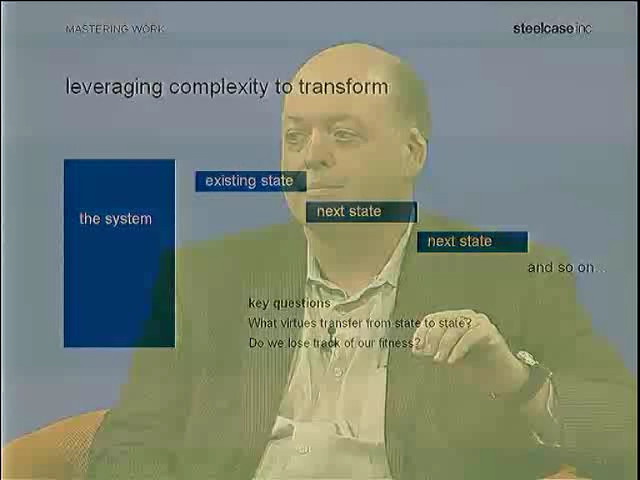 MASTERING WORK
steelcase inc
leveraging complexity to transform
existing state
the system
next state
next state
and so on...
key questions
What virtues transfer from state to state?
Do we lose track of our fitness?